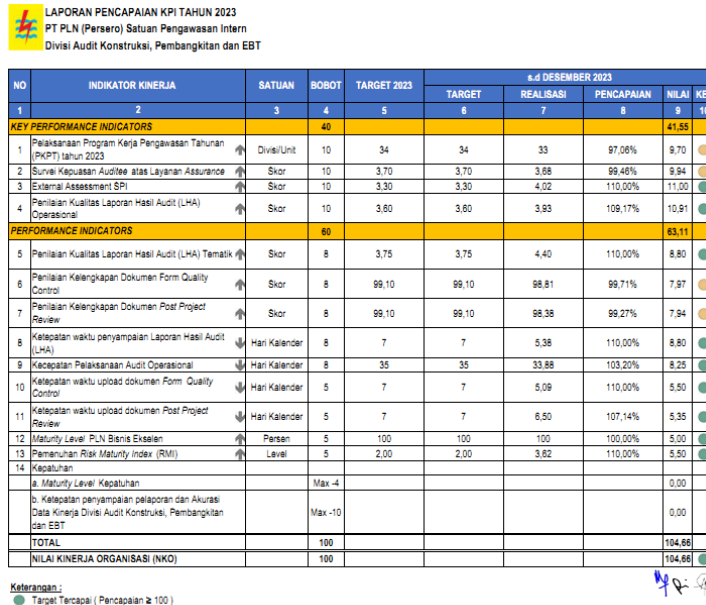 LAPORAN PENCAPAIAN KPI TAHUN 2023
PT PLN (Persero) Satuan Pengawasan Intern
Divisi Audit Konstruksi, Pembangkitan dan EBT
NO INDIKATOR KINERJA SATUAN BOBOT TARGET 2023 s.d DESEMBER 2023
TARGET REALISASI PENCAPAIAN NILAI KE
1 2 3 4 5 6 7 8 9 10
KEY PERFORMANCE INDICATORS 40 41,55
1 Pelaksanaan Program Kerja Pengawasan Tahunan (PKPT) tahun 2023 Divisi/Unit 10 34 34 33 97,06% 9,70
2 Survei Kepuasan Auditee atas Layanan Assurance Skor 10 3,70 3,70 3,68 99,46% 9,94
3 External Assessment SPI Skor 10 3,30 3,30 4,02 110,00% 11,00
4 Penilaian Kualitas Laporan Hasil Audit (LHA) Operasional Skor 10 3,60 3,60 3,93 109,17% 10,91
PERFORMANCE INDICATORS 60 63,11
5 Penilaian Kualitas Laporan Hasil Audit (LHA) Tematik Skor 8 3,75 3,75 4,40 110,00% 8,80
6 Penilaian Kelengkapan Dokumen Form Quality Control Skor 8 99,10 99,10 98,81 99,71% 7,97
7 Penilaian Kelengkapan Dokumen Post Project Review Skor 8 99,10 99,10 98,38 99,27% 7,94
8 Ketepatan waktu penyampaian Laporan Hasil Audit (LHA) Hari Kalender 8 7 7 5,38 110,00% 8,80
9 Kecepatan Pelaksanaan Audit Operasional Hari Kalender 8 35 35 33,88 103,20% 8,25
10 Ketepatan waktu upload dokumen Form Quality Control Hari Kalender 5 7 7 5,09 110,00% 5,50
11 Ketepatan waktu upload dokumen Post Project Review Hari Kalender 5 7 7 6,50 107,14% 5,35
12 Maturity Level PLN Bisnis Ekselen Persen 5 100 100 100 100,00% 5,00
13 Pemenuhan Risk Maturity Index (RMI) Level 5 2,00 2,00 3,62 110,00% 5,50
14 Kepatuhan
a. Maturity Level Kepatuhan Max -4 0,00
b. Ketepatan penyampaian pelaporan dan Akurasi Data Kinerja Divisi Audit Konstruksi, Pembangkitan dan EBT Max -10 0,00
TOTAL 100 104,66
NILAI KINERJA ORGANISASI (NKO) 100 104,66
Keterangan :
Target Tercapai ( Pencapaian ≥ 100 )